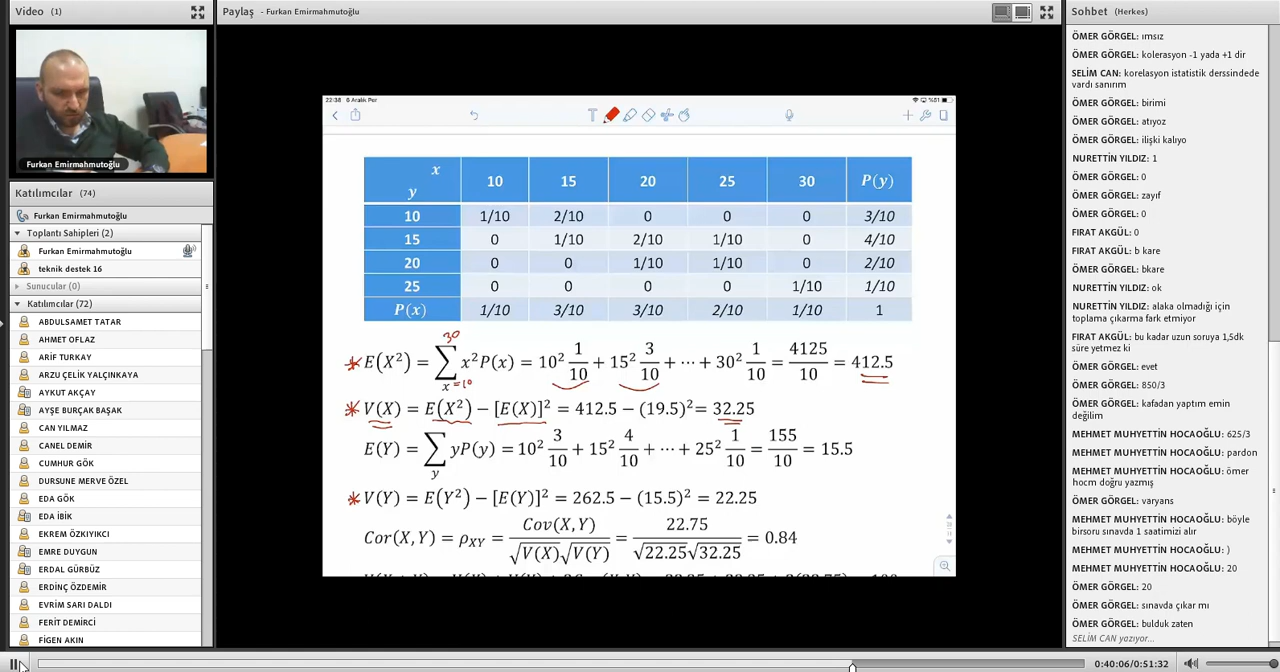 Video (1)
Furkan Emirmahmutoğlu
Katılımcılar (74)
Furkan Emirmahmutoğlu
Toplantı Sahipleri (2)
Furkan Emirmahmutoğlu
teknik destek 16
Sunucular (0)
Katılımcılar (72)
ABDULSAMET TATAR
AHMET OFLAZ
ARİF TURKAY
ARZU ÇELİK YALÇINKAYA
AYKUT AKÇAY
AYŞE BURÇAK BAŞAK
CAN YILMAZ
CANEL DEMİR
CUMHUR GÖK
DURSUNE MERVE ÖZEL
EDA GÖK
EDA İBİK
EKREM ÖZKIYIKCI
EMRE DUYGUN
ERDAL GÜRBÜZ
ERDİNÇ ÖZDEMİR
EVRİM SARI DALDI
FERİT DEMİRCİ
FİGEN AKIN
Paylaş - Furkan Emirmahmutoğlu
22:38 6 Aralık Per %51
x
y 10 15 20 25 30 P(y)
10 1/10 2/10 0 0 0 3/10
15 0 1/10 2/10 1/10 0 4/10
20 0 0 1/10 1/10 0 2/10
25 0 0 0 0 1/10 1/10
P(x) 1/10 3/10 3/10 2/10 1/10 1
30
* E(X²) = ∑ x²P(x) = 10² 1/10 + 15² 3/10 + ⋯ + 30² 1/10 = 4125/10 = 412.5
x=10
* V(X) = E(X²) − [E(X)]² = 412.5 − (19.5)² = 32.25
E(Y) = ∑ yP(y) = 10² 3/10 + 15² 4/10 + ⋯ + 25² 1/10 = 155/10 = 15.5
y
* V(Y) = E(Y²) − [E(Y)]² = 262.5 − (15.5)² = 22.25
Cor(X,Y) = ρXY = Cov(X,Y)/√V(X)√V(Y) = 22.75/√22.25√32.25 = 0.84
Sohbet (Herkes)
ÖMER GÖRGEL: ımsız
ÖMER GÖRGEL: kolerasyon -1 yada +1 dir
SELİM CAN: korelasyon istatistik derssindede
vardı sanırım
ÖMER GÖRGEL: birimi
ÖMER GÖRGEL: atıyoz
ÖMER GÖRGEL: ilişki kalıyo
NURETTİN YILDIZ: 1
ÖMER GÖRGEL: 0
ÖMER GÖRGEL: zayıf
ÖMER GÖRGEL: 0
FIRAT AKGÜL: 0
FIRAT AKGÜL: b kare
ÖMER GÖRGEL: bkare
NURETTİN YILDIZ: ok
NURETTİN YILDIZ: alaka olmadığı için
toplama çıkarma fark etmiyor
FIRAT AKGÜL: bu kadar uzun soruya 1,5dk
süre yetmez ki
ÖMER GÖRGEL: evet
ÖMER GÖRGEL: 850/3
ÖMER GÖRGEL: kafadan yaptım emin
değilim
MEHMET MUHYETTİN HOCAOĞLU: 625/3
MEHMET MUHYETTİN HOCAOĞLU: pardon
MEHMET MUHYETTİN HOCAOĞLU: ömer
hocm doğru yazmış
ÖMER GÖRGEL: varyans
MEHMET MUHYETTİN HOCAOĞLU: böyle
birsoru sınavda 1 saatimizi alır
MEHMET MUHYETTİN HOCAOĞLU: )
MEHMET MUHYETTİN HOCAOĞLU: 20
ÖMER GÖRGEL: 20
ÖMER GÖRGEL: sınavda çıkar mı
ÖMER GÖRGEL: bulduk zaten
SELİM CAN yazıyor...
0:40:06/0:51:32